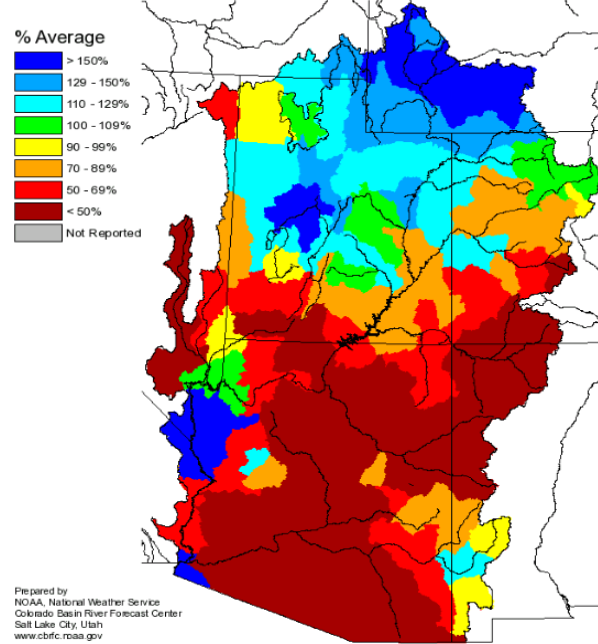 % Average
> 150%
129 - 150%
110 - 129%
100 - 109%
90 - 99%
70 - 89%
50 - 69%
< 50%
Not Reported
Prepared by
NOAA, National Weather Service
Colorado Basin River Forecast Center
Salt Lake City, Utah
www.cbrfc.noaa.gov